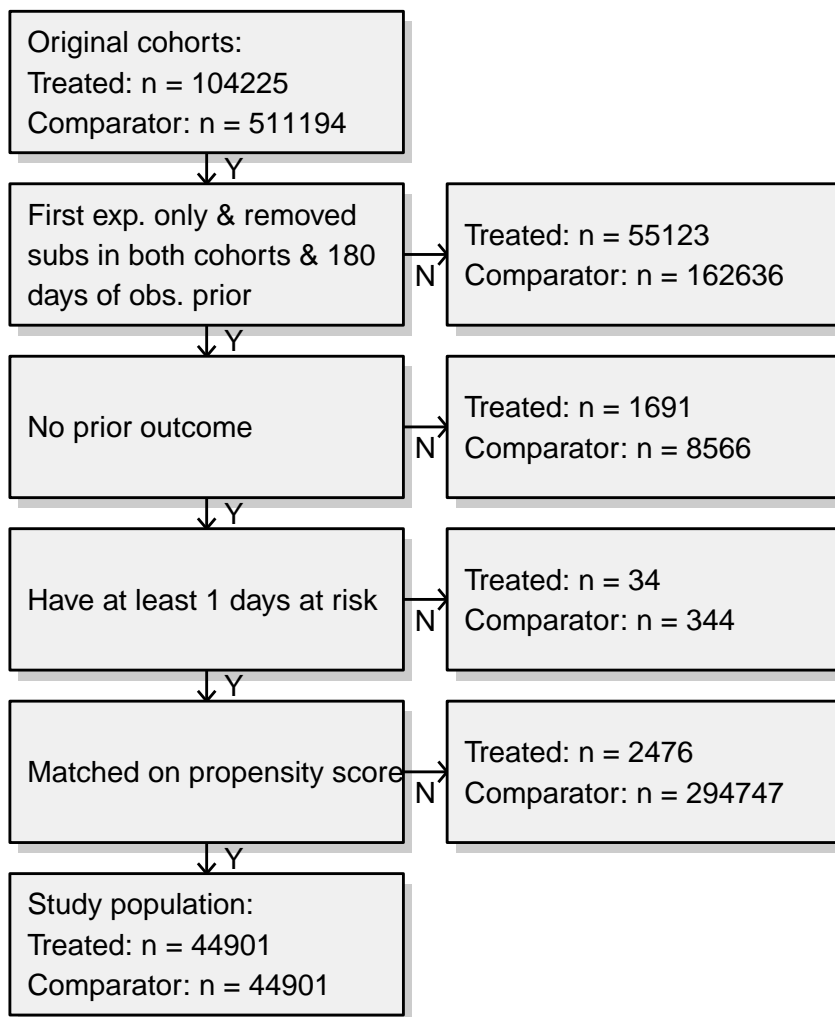 Original cohorts:
Treated: n = 104225
Comparator: n = 511194
Y
First exp. only & removed
subs in both cohorts & 180
days of obs. prior
N
Treated: n = 55123
Comparator: n = 162636
Y
No prior outcome
N
Treated: n = 1691
Comparator: n = 8566
Y
Have at least 1 days at risk
N
Treated: n = 34
Comparator: n = 344
Y
Matched on propensity score
N
Treated: n = 2476
Comparator: n = 294747
Y
Study population:
Treated: n = 44901
Comparator: n = 44901